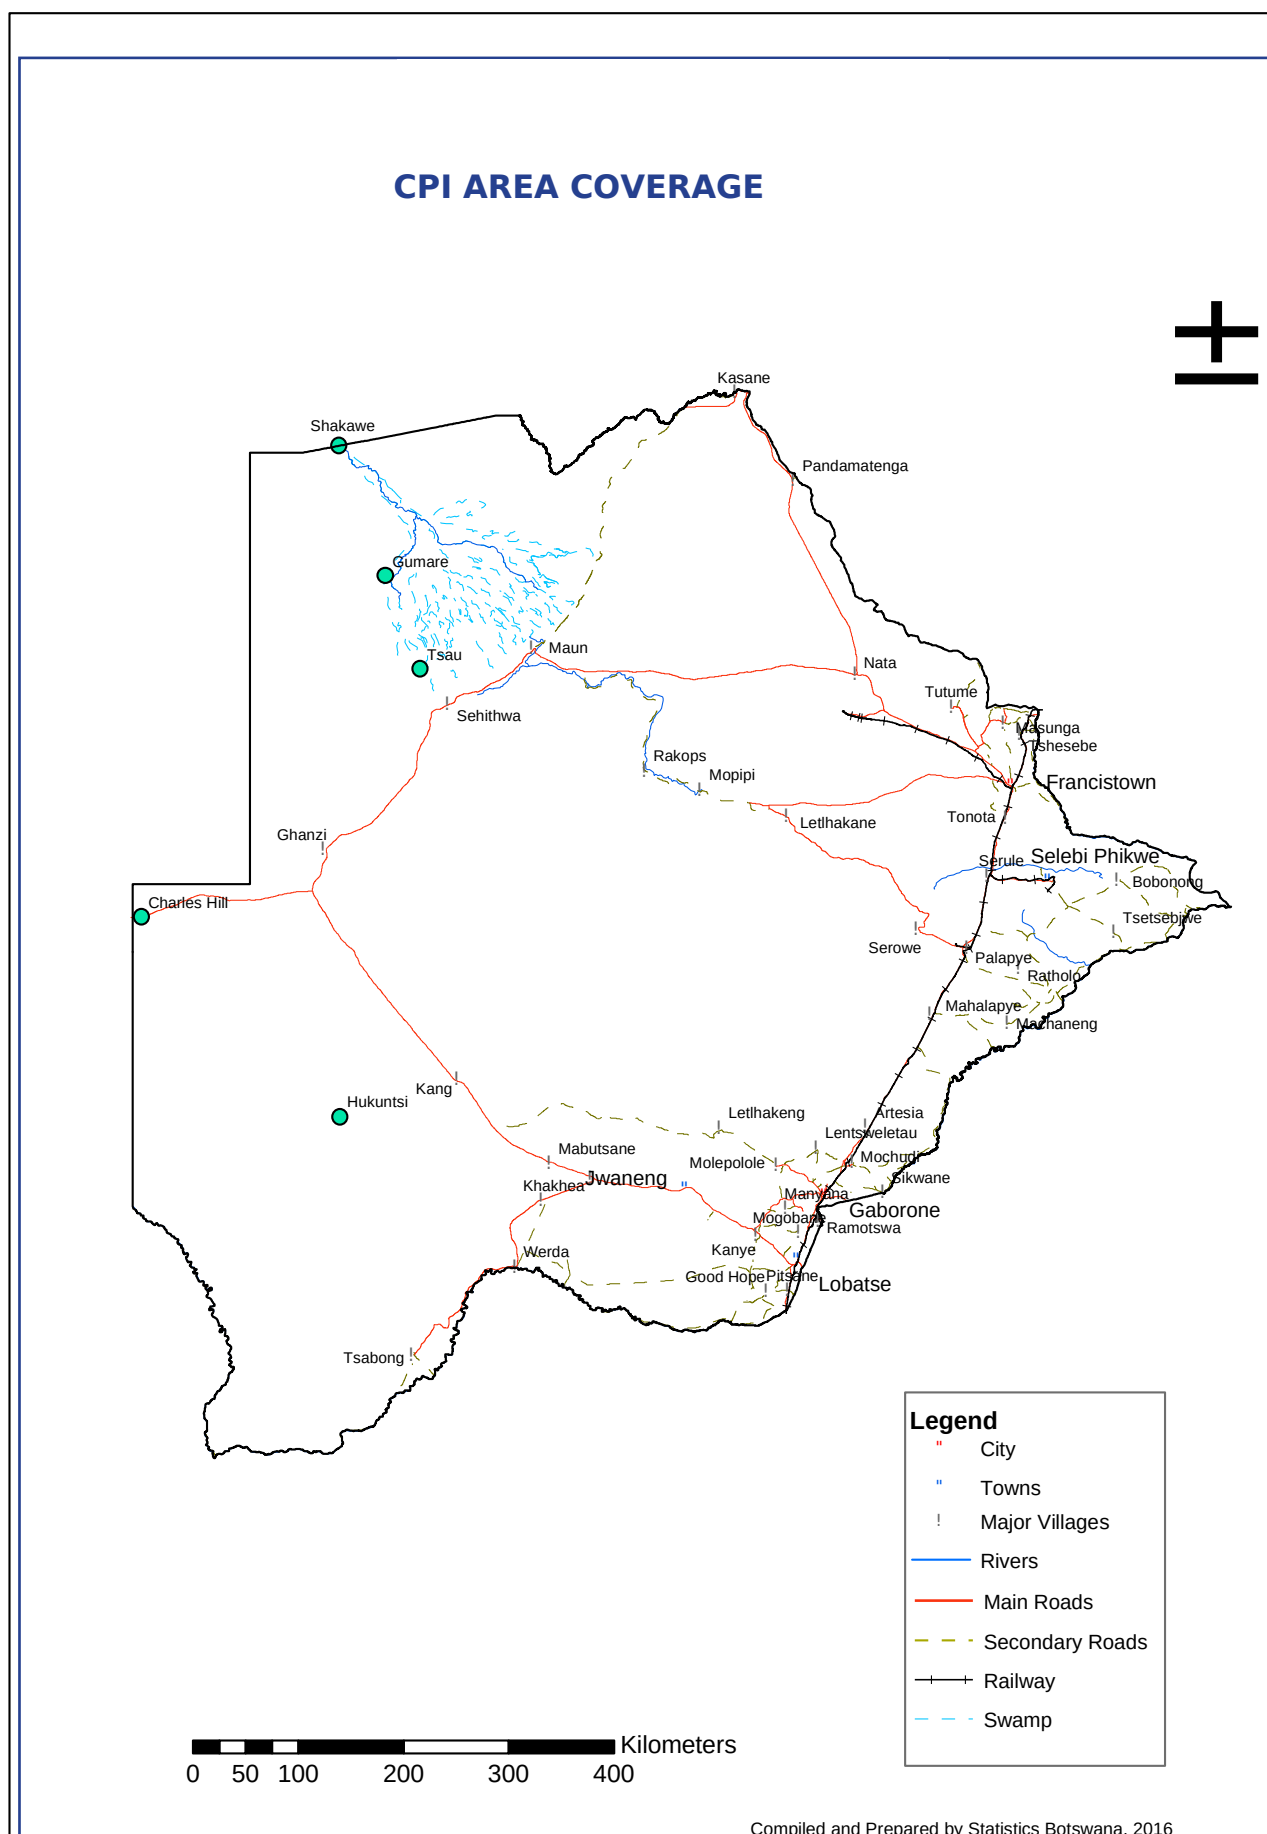 CPI AREA COVERAGE
Kasane
Shakawe
Pandamatenga
Gumare
Maun
Tsau
Nata
Tutume
Sehithwa
Masunga
Tshesebe
Rakops
Mopipi
Francistown
Letlhakane
Tonota
Ghanzi
Serule
Selebi Phikwe
Bobonong
Charles Hill
Tsetsebjwe
Serowe
Palapye
Ratholo
Mahalapye
Machaneng
Kang
Hukuntsi
Letlhakeng
Artesia
Lentsweletau
Mabutsane
Molepolole
Mochudi
Jwaneng
Sikwane
Khakhea
Manyana
Gaborone
Mogobane
Ramotswa
Kanye
Werda
Good Hope
Pitsane
Lobatse
Tsabong
Legend
" City
" Towns
! Major Villages
Rivers
Main Roads
Secondary Roads
Railway
Swamp
Kilometers
0 50 100 200 300 400
Compiled and Prepared by Statistics Botswana, 2016